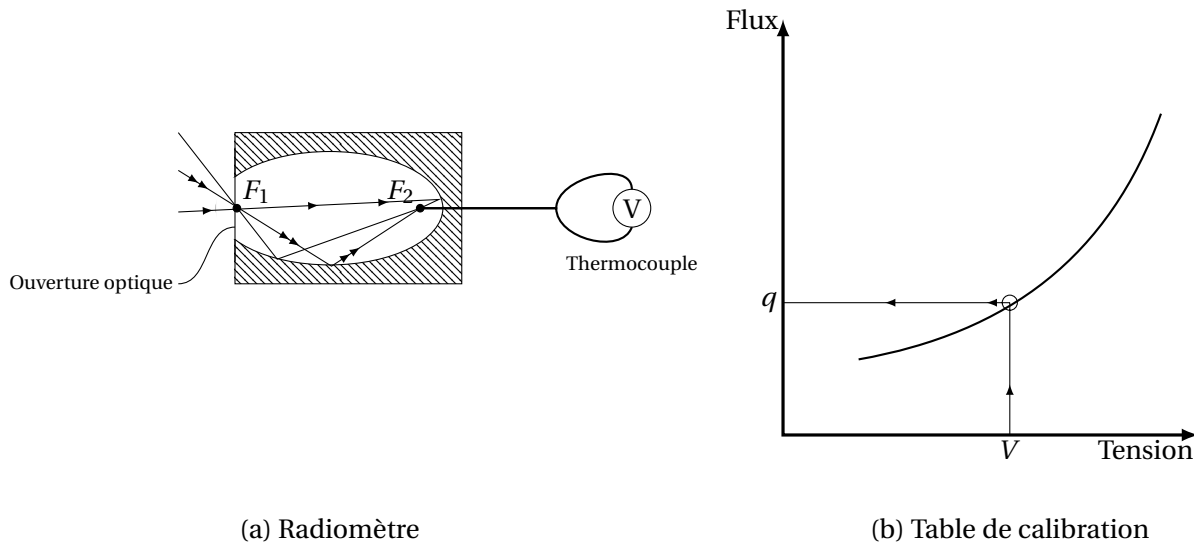 F1
F2
V
Ouverture optique
Thermocouple
(a) Radiomètre
Flux
q
V
Tension
(b) Table de calibration